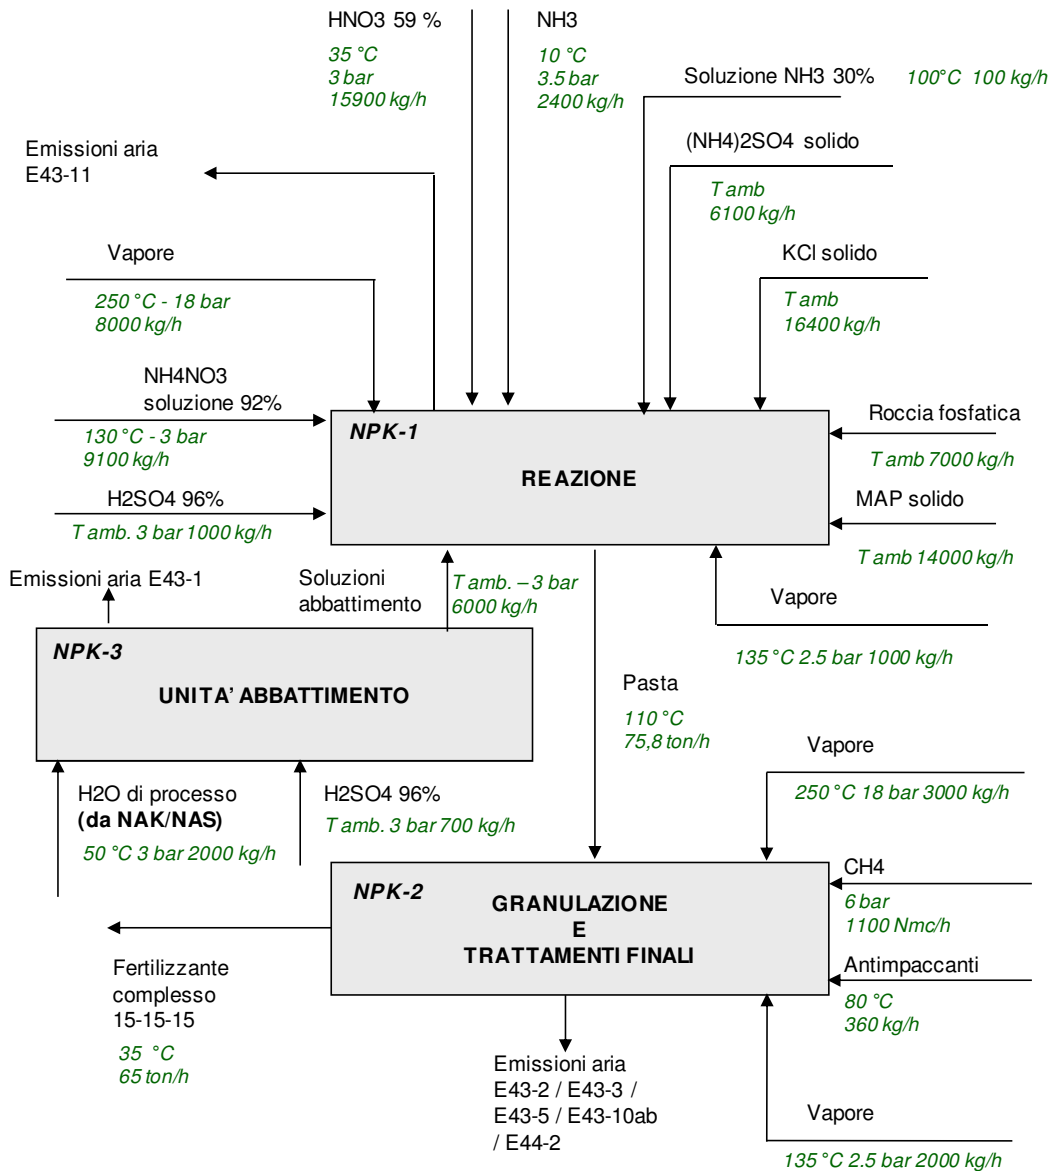 HNO3 59 %
35 °C
3 bar
15900 kg/h
NH3
10 °C
3.5 bar
2400 kg/h
Soluzione NH3 30%
100°C 100 kg/h
(NH4)2SO4 solido
T amb
6100 kg/h
Emissioni aria
E43-11
Vapore
250 °C - 18 bar
8000 kg/h
KCl solido
T amb
16400 kg/h
NH4NO3
soluzione 92%
130 °C - 3 bar
9100 kg/h
H2SO4 96%
T amb. 3 bar 1000 kg/h
NPK-1
REAZIONE
Roccia fosfatica
T amb 7000 kg/h
MAP solido
T amb 14000 kg/h
Emissioni aria E43-1
Soluzioni
abbattimento
T amb. – 3 bar
6000 kg/h
Vapore
135 °C 2.5 bar 1000 kg/h
NPK-3
UNITA' ABBATTIMENTO
Pasta
110 °C
75,8 ton/h
H2O di processo
(da NAK/NAS)
50 °C 3 bar 2000 kg/h
H2SO4 96%
T amb. 3 bar 700 kg/h
Vapore
250 °C 18 bar 3000 kg/h
NPK-2
GRANULAZIONE
E
TRATTAMENTI FINALI
CH4
6 bar
1100 Nmc/h
Antimpaccanti
80 °C
360 kg/h
Fertilizzante
complesso
15-15-15
35 °C
65 ton/h
Emissioni aria
E43-2 / E43-3 /
E43-5 / E43-10ab
/ E44-2
Vapore
135 °C 2.5 bar 2000 kg/h